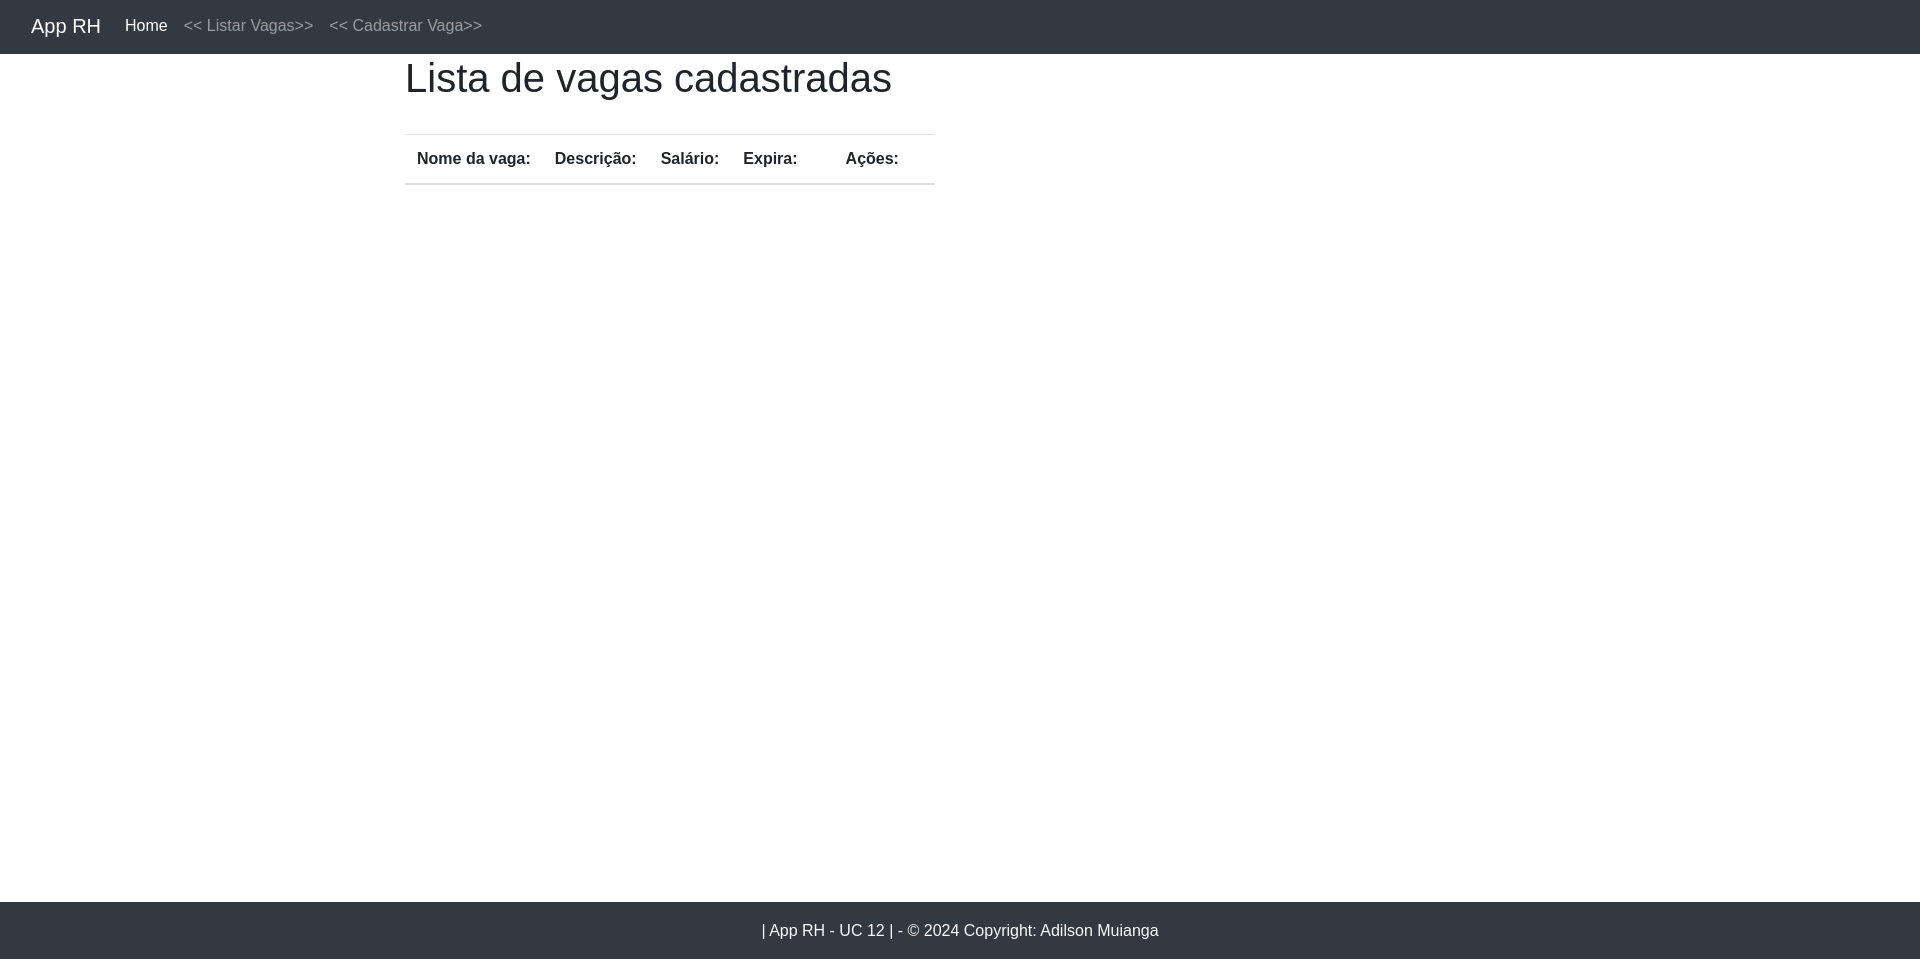 App RH Home << Listar Vagas>> << Cadastrar Vaga>>
Lista de vagas cadastradas
Nome da vaga: Descrição: Salário: Expira: Ações:
| App RH - UC 12 | - © 2024 Copyright: Adilson Muianga